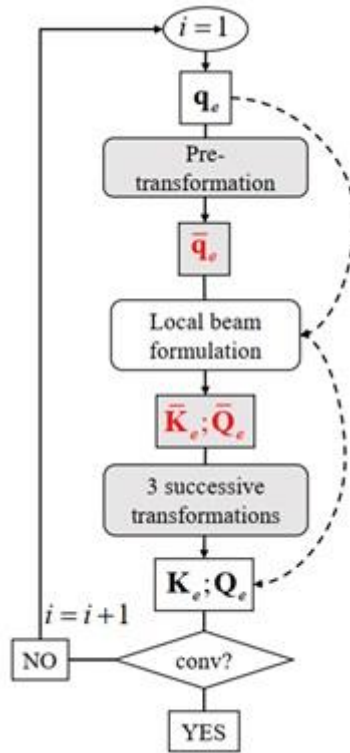 i = 1
q_e
Pre-
transformation
q̅_e
Local beam
formulation
K̅_e; Q̅_e
3 successive
transformations
K_e; Q_e
i = i + 1
NO
conv?
YES